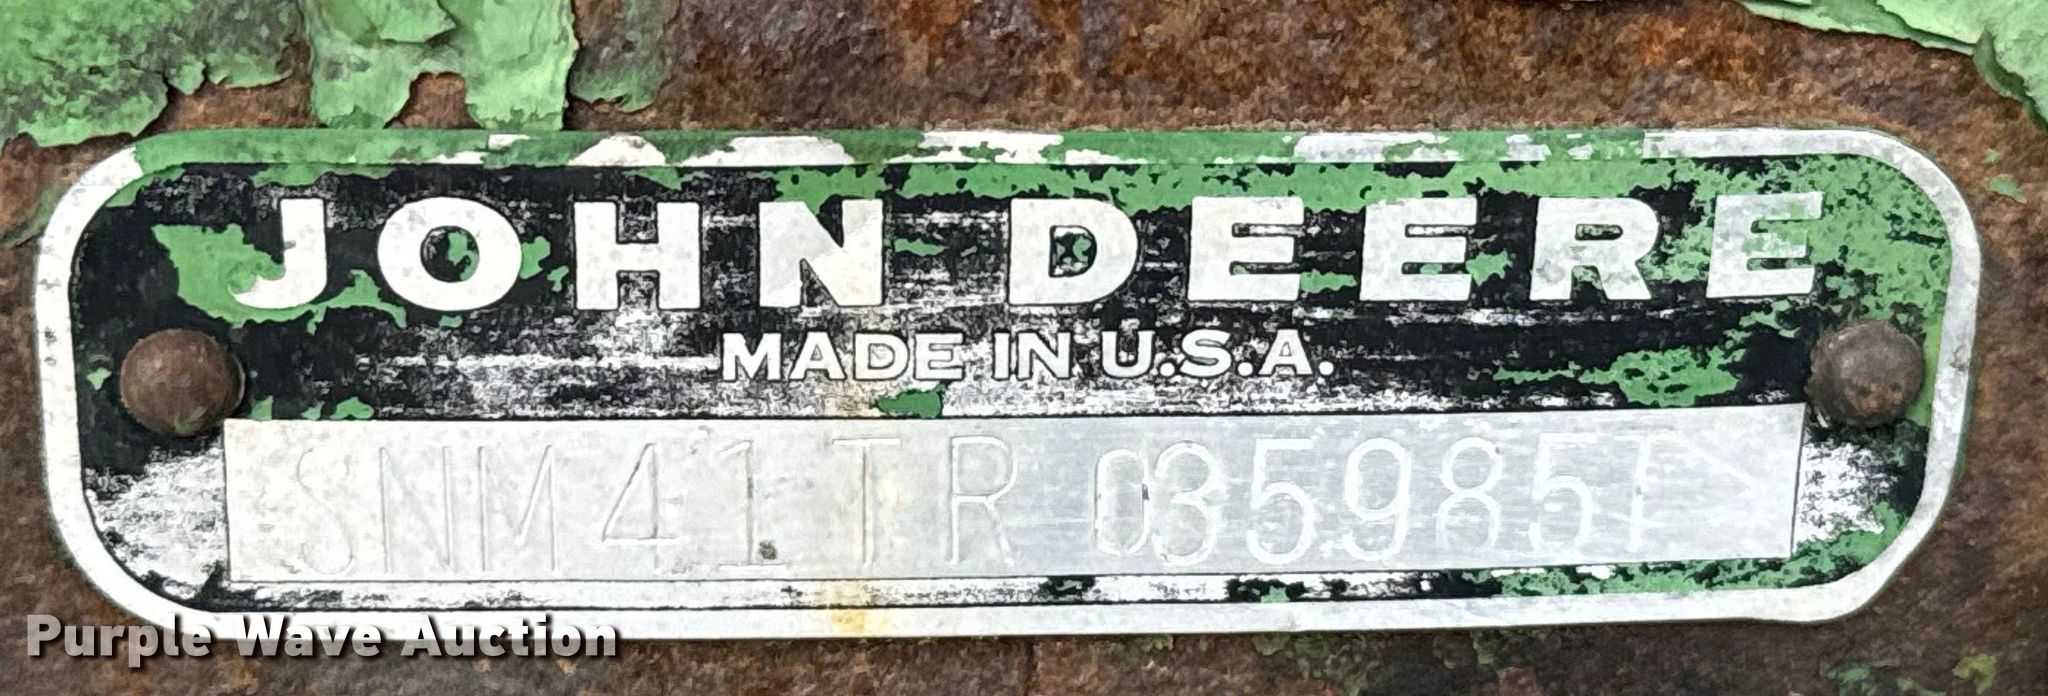 JOHN DEERE
MADE IN U.S.A.
SNM41TR 035985T
Purple Wave Auction